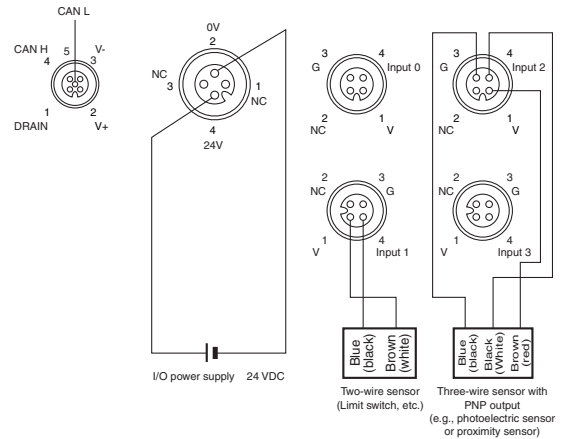 CAN L
CAN H 5 V-
4 3
1 2
DRAIN V+
0V
2
NC
3 1
NC
4
24V
3 4
G Input 0
2 1
NC V
3 4
G Input 2
2 1
NC V
2 3
NC G
1 4
V Input 1
2 3
NC G
1 4
V Input 3
Blue
(black)
Brown
(white)
Blue
(black)
Black
(White)
Brown
(red)
I/O power supply 24 VDC
Two-wire sensor
(Limit switch, etc.)
Three-wire sensor with
PNP output
(e.g., photoelectric sensor
or proximity sensor)